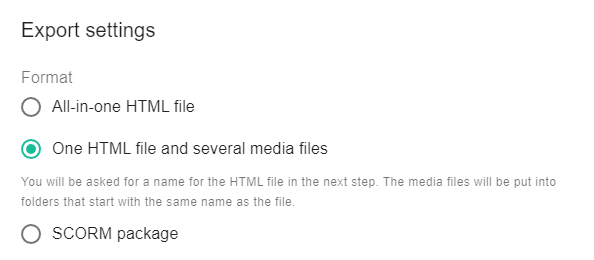 Export settings
Format
All-in-one HTML file
One HTML file and several media files
You will be asked for a name for the HTML file in the next step. The media files will be put into
folders that start with the same name as the file.
SCORM package